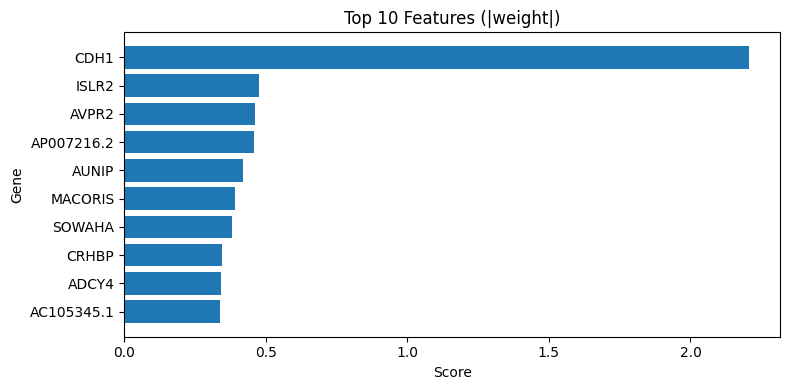 Top 10 Features (|weight|)
Gene
CDH1
ISLR2
AVPR2
AP007216.2
AUNIP
MACORIS
SOWAHA
CRHBP
ADCY4
AC105345.1
0.0 0.5 1.0 1.5 2.0
Score